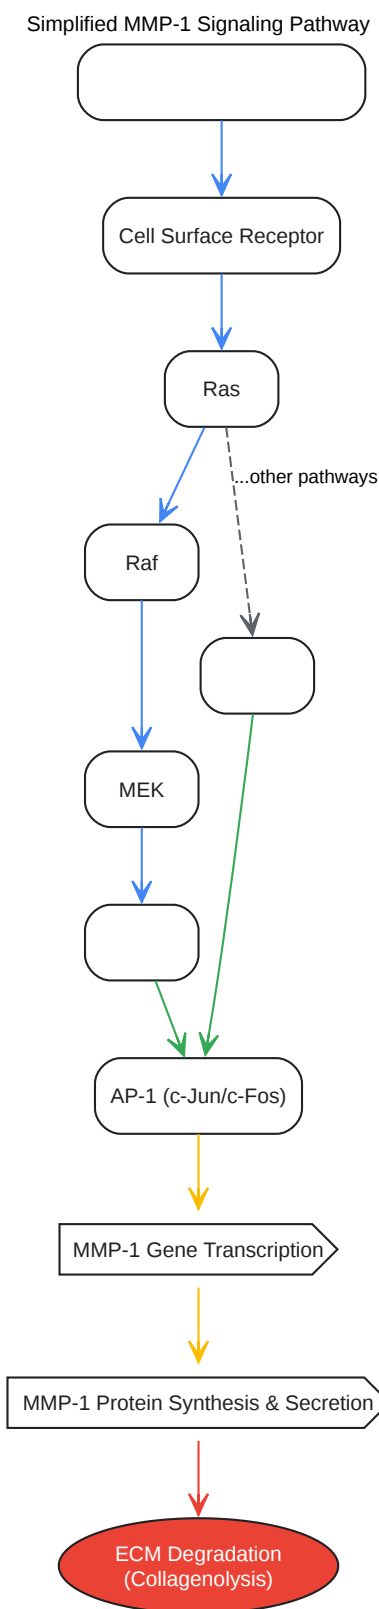 Simplified MMP-1 Signaling Pathway
Cell Surface Receptor
Ras
...other pathways
Raf
MEK
AP-1 (c-Jun/c-Fos)
MMP-1 Gene Transcription
MMP-1 Protein Synthesis & Secretion
ECM Degradation
(Collagenolysis)